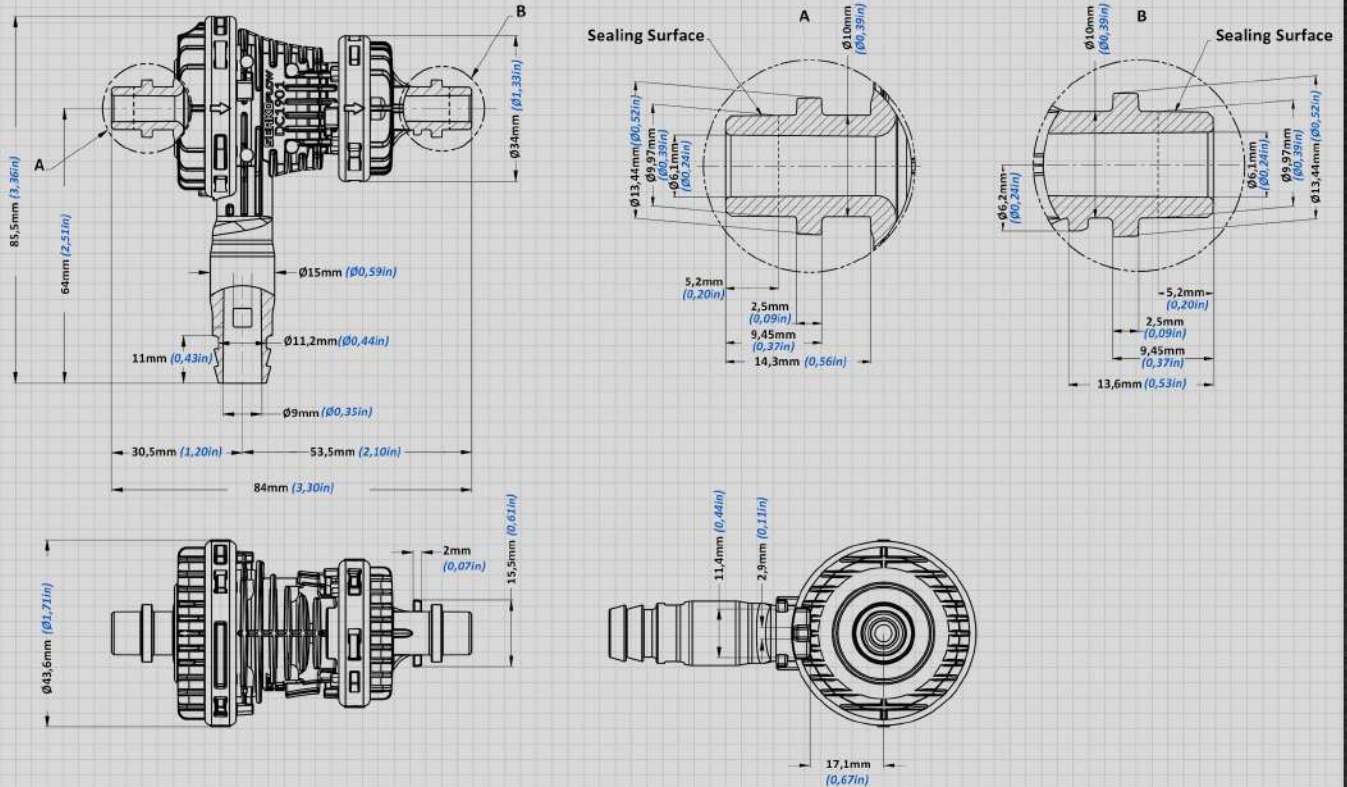 B
A
85,5mm (3,36in)
64mm (2,51in)
SEMKOFLOW
DC1901
Ø34mm (Ø1,33in)
Ø15mm (Ø0,59in)
Ø11,2mm (Ø0,44in)
11mm (0,43in)
Ø9mm (Ø0,35in)
30,5mm (1,20in)
53,5mm (2,10in)
84mm (3,30in)
A
Sealing Surface
Ø10mm
(Ø0,39in)
Ø13,44mm (Ø0,52in)
Ø9,97mm
(Ø0,39in)
Ø6,1mm
(Ø0,24in)
5,2mm
(0,20in)
2,5mm
(0,09in)
9,45mm
(0,37in)
14,3mm (0,56in)
B
Sealing Surface
Ø10mm
(Ø0,39in)
Ø6,2mm
(Ø0,24in)
Ø6,1mm
(Ø0,24in)
Ø9,97mm
(Ø0,39in)
Ø13,44mm (Ø0,52in)
5,2mm
(0,20in)
2,5mm
(0,09in)
9,45mm
(0,37in)
13,6mm (0,53in)
Ø43,6mm (Ø1,71in)
2mm
(0,07in)
15,5mm (0,61in)
11,4mm (0,44in)
2,9mm (0,11in)
17,1mm
(0,67in)